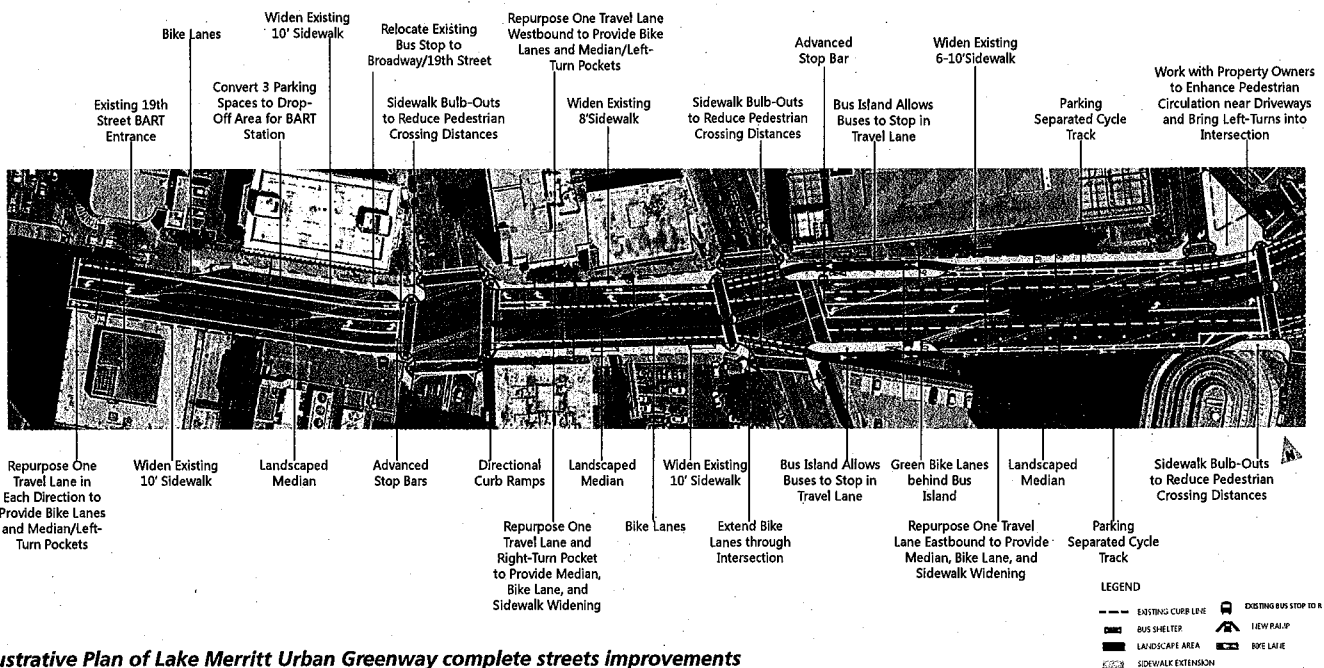 Bike Lanes
Widen Existing
10' Sidewalk
Relocate Existing
Bus Stop to
Broadway/19th Street
Repurpose One Travel Lane
Westbound to Provide Bike
Lanes and Median/Left-
Turn Pockets
Advanced
Stop Bar
Widen Existing
6-10'Sidewalk
Work with Property Owners
to Enhance Pedestrian
Circulation near Driveways
and Bring Left-Turns into
Intersection
Existing 19th
Street BART
Entrance
Convert 3 Parking
Spaces to Drop-
Off Area for BART
Station
Sidewalk Bulb-Outs
to Reduce Pedestrian
Crossing Distances
Widen Existing
8'Sidewalk
Sidewalk Bulb-Outs
to Reduce Pedestrian
Crossing Distances
Bus Island Allows
Buses to Stop in
Travel Lane
Parking
Separated Cycle
Track
Repurpose One
Travel Lane in
Each Direction to
Provide Bike Lanes
and Median/Left-
Turn Pockets
Widen Existing
10' Sidewalk
Landscaped
Median
Advanced
Stop Bars
Directional
Curb Ramps
Landscaped
Median
Widen Existing
10' Sidewalk
Bus Island Allows
Buses to Stop in
Travel Lane
Green Bike Lanes
behind Bus
Island
Landscaped
Median
Sidewalk Bulb-Outs
to Reduce Pedestrian
Crossing Distances
Repurpose One
Travel Lane and
Right-Turn Pocket
to Provide Median,
Bike Lane, and
Sidewalk Widening
Bike Lanes
Extend Bike
Lanes through
Intersection
Repurpose One Travel
Lane Eastbound to Provide
Median, Bike Lane, and
Sidewalk Widening
Parking
Separated Cycle
Track
N
LEGEND
EXISTING CURB LINE
EXISTING BUS STOP TO R
BUS SHELTER
NEW RAMP
LANDSCAPE AREA
BIKE LANE
SIDEWALK EXTENSION
ustrative Plan of Lake Merritt Urban Greenway complete streets improvements